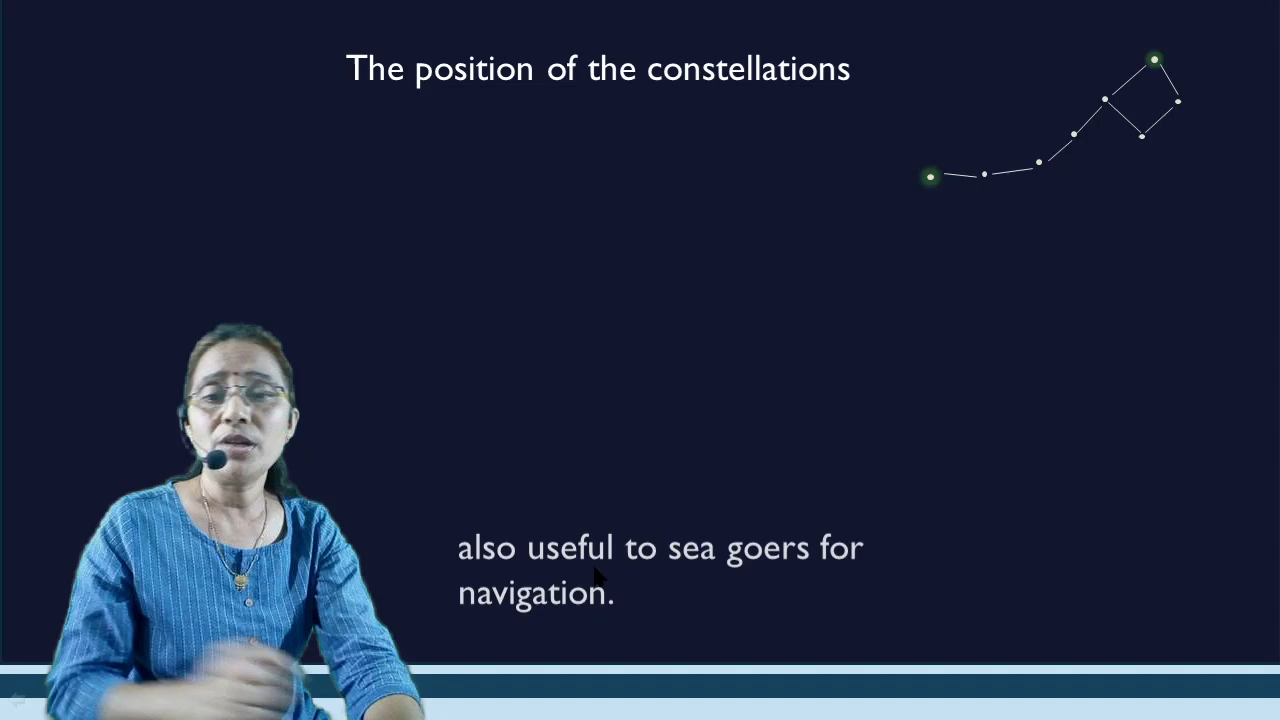 The position of the constellations
also useful to sea goers for
navigation.